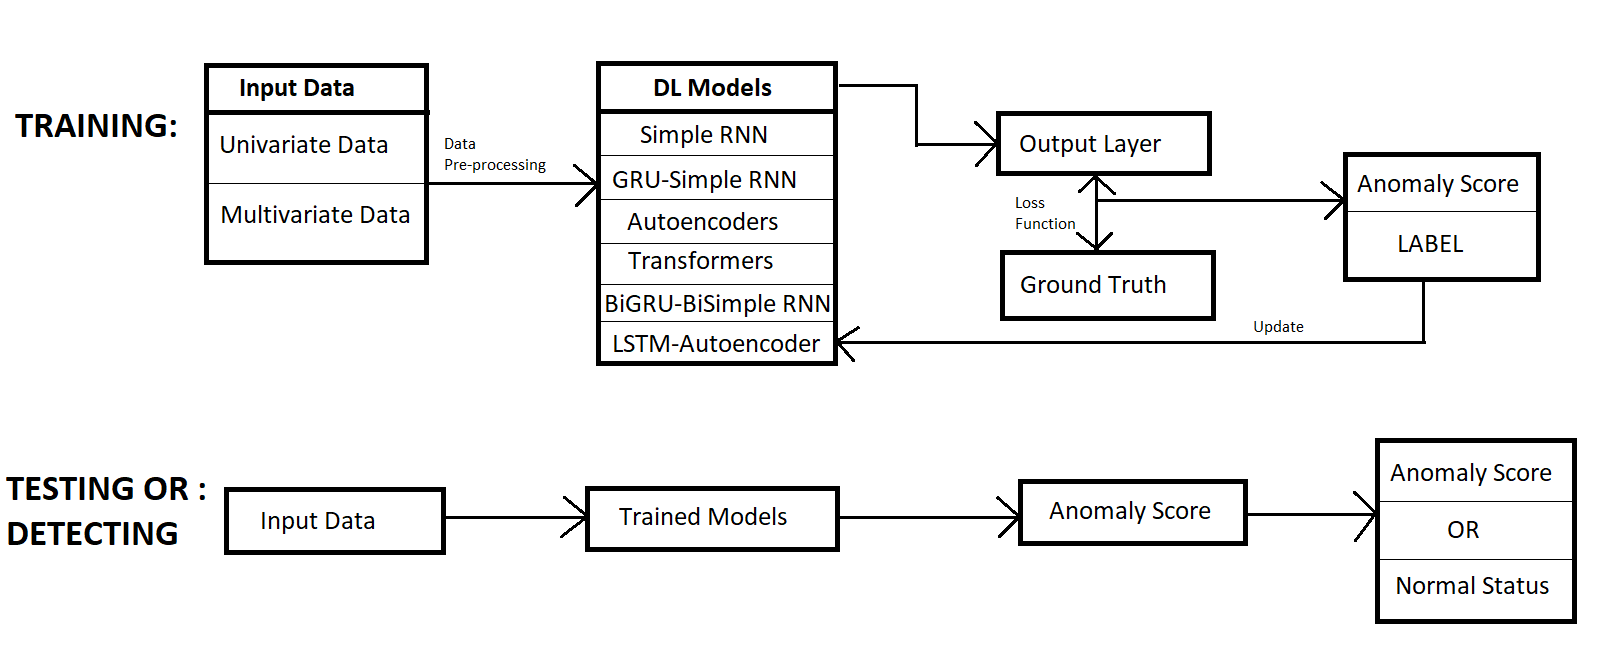 TRAINING:
Input Data
Univariate Data
Multivariate Data
Data
Pre-processing
DL Models
Simple RNN
GRU-Simple RNN
Autoencoders
Transformers
BiGRU-BiSimple RNN
LSTM-Autoencoder
Output Layer
Loss
Function
Ground Truth
Anomaly Score
LABEL
Update
TESTING OR :
DETECTING
Input Data
Trained Models
Anomaly Score
Anomaly Score
OR
Normal Status